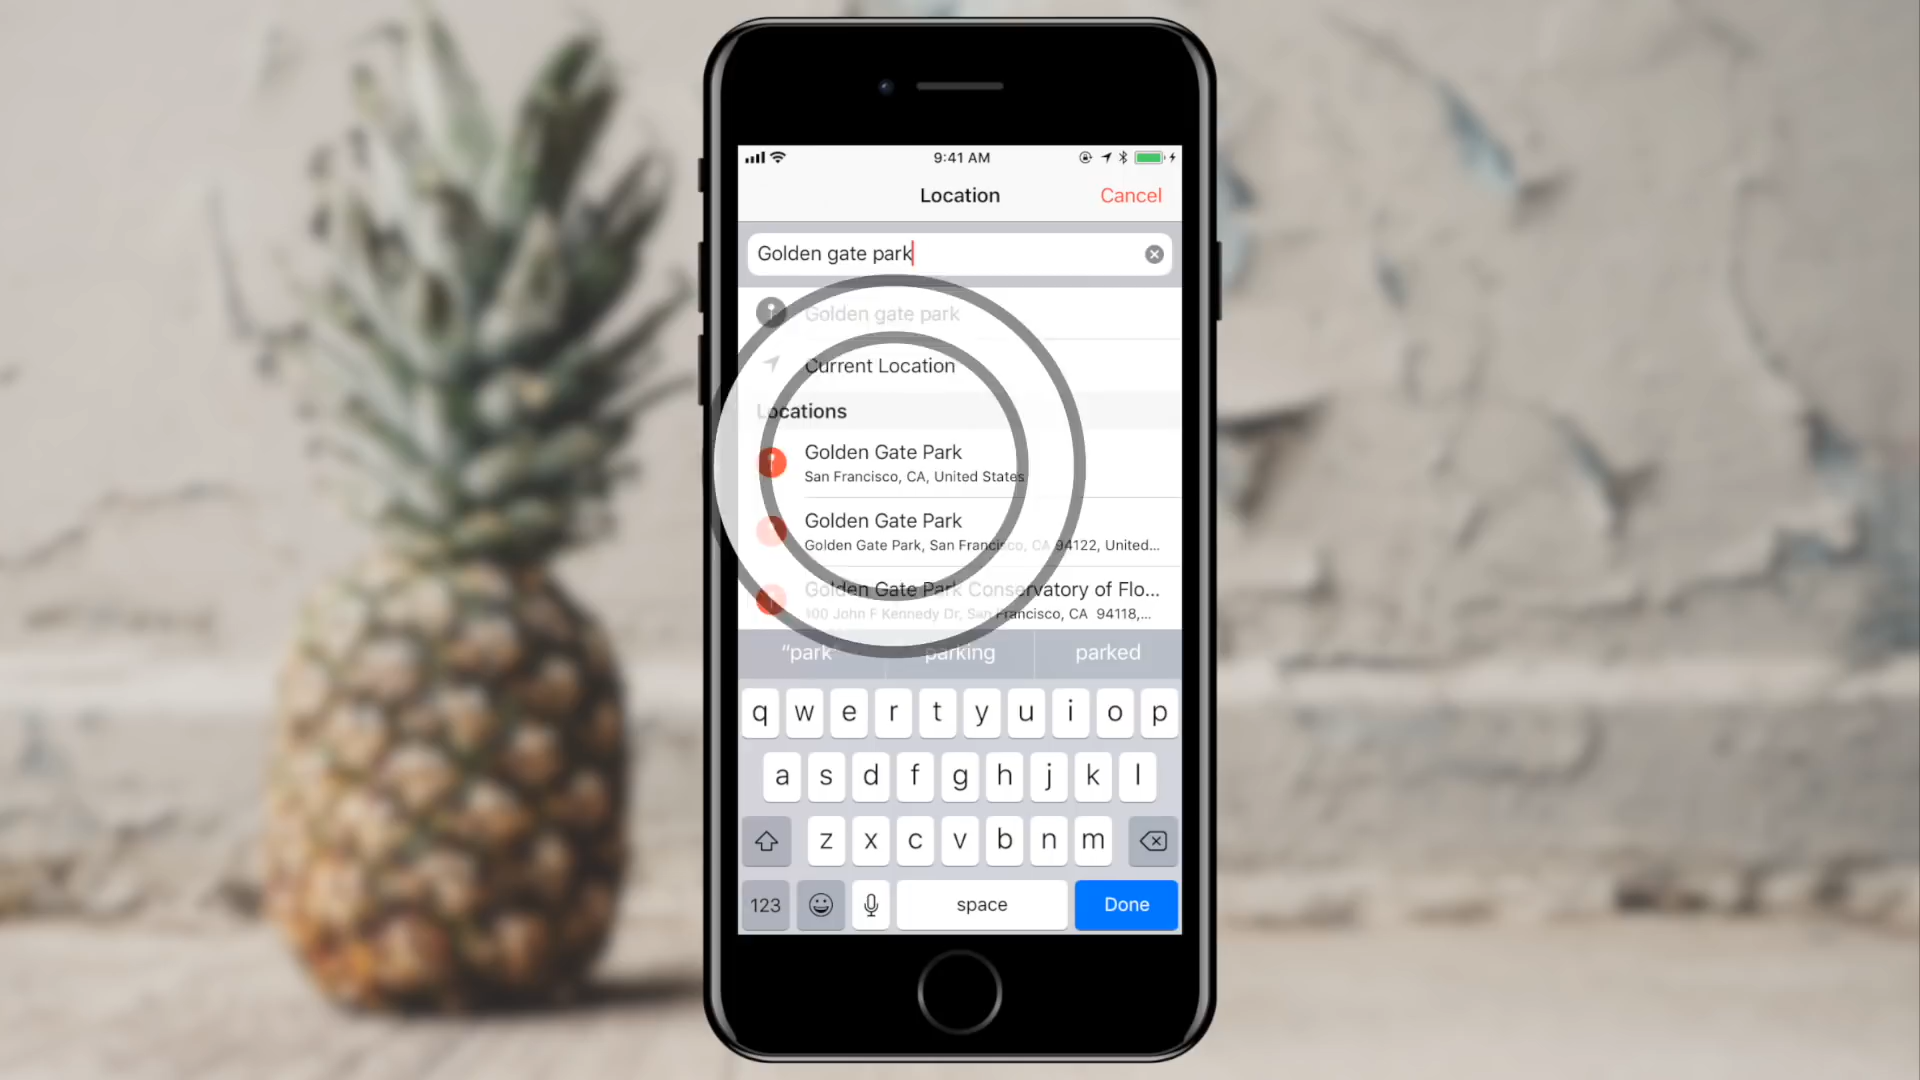 9:41 AM
Location
Cancel
Golden gate park
Golden gate park
Current Location
Locations
Golden Gate Park
San Francisco, CA, United States
Golden Gate Park
Golden Gate Park, San Francisco, CA 94122, United...
Golden Gate Park Conservatory of Flo...
100 John F Kennedy Dr, San Francisco, CA 94118,...
"park" parking parked
q w e r t y u i o p
a s d f g h j k l
z x c v b n m
123 space Done